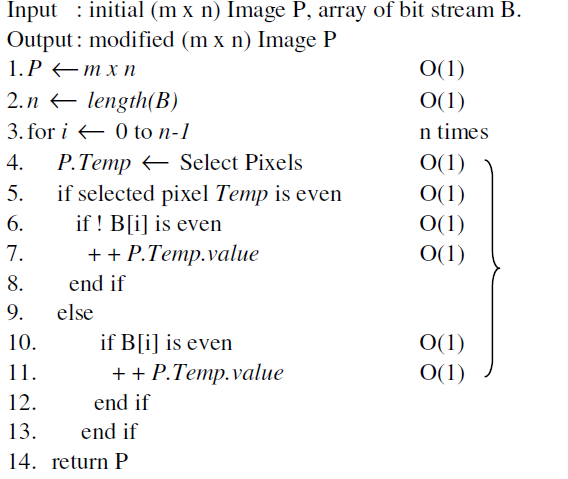 Input : initial (m x n) Image P, array of bit stream B.
Output : modified (m x n) Image P
1. P ← m x n O(1)
2. n ← length(B) O(1)
3. for i ← 0 to n-1 n times
4. P.Temp ← Select Pixels O(1)
5. if selected pixel Temp is even O(1)
6. if ! B[i] is even O(1)
7. + + P.Temp.value O(1)
8. end if
9. else
10. if B[i] is even O(1)
11. + + P.Temp.value O(1)
12. end if
13. end if
14. return P